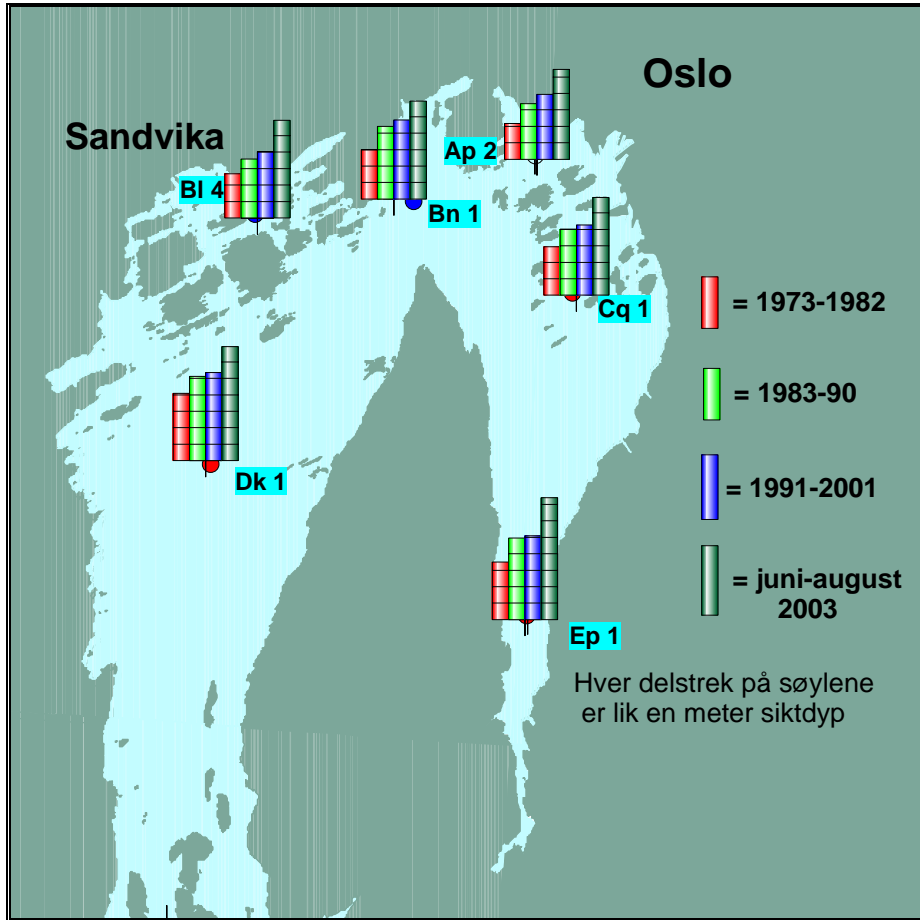 Oslo
Sandvika
Ap 2
Bl 4
Bn 1
Cq 1
Dk 1
Ep 1
= 1973-1982
= 1983-90
= 1991-2001
= juni-august
2003
Hver delstrek på søylene
er lik en meter siktdyp